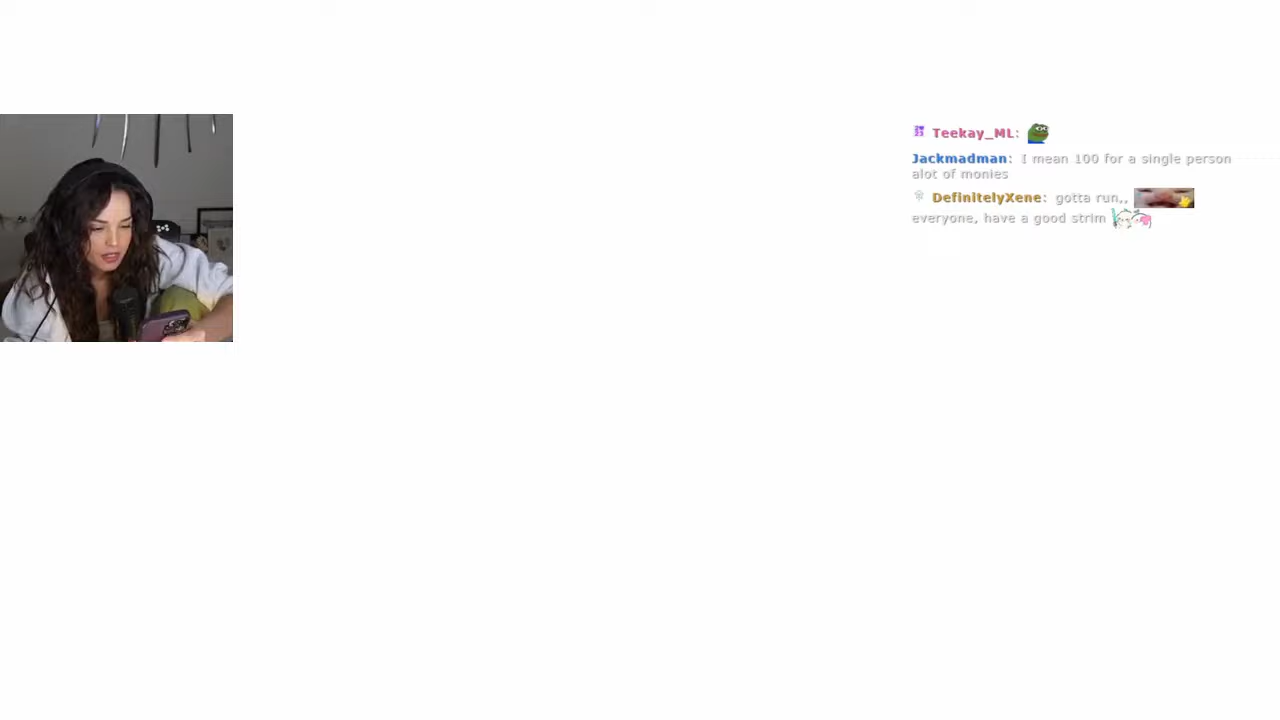 Teekay_ML:
Jackmadman: I mean 100 for a single person
alot of monies
DefinitelyXene: gotta run,,
everyone, have a good strim